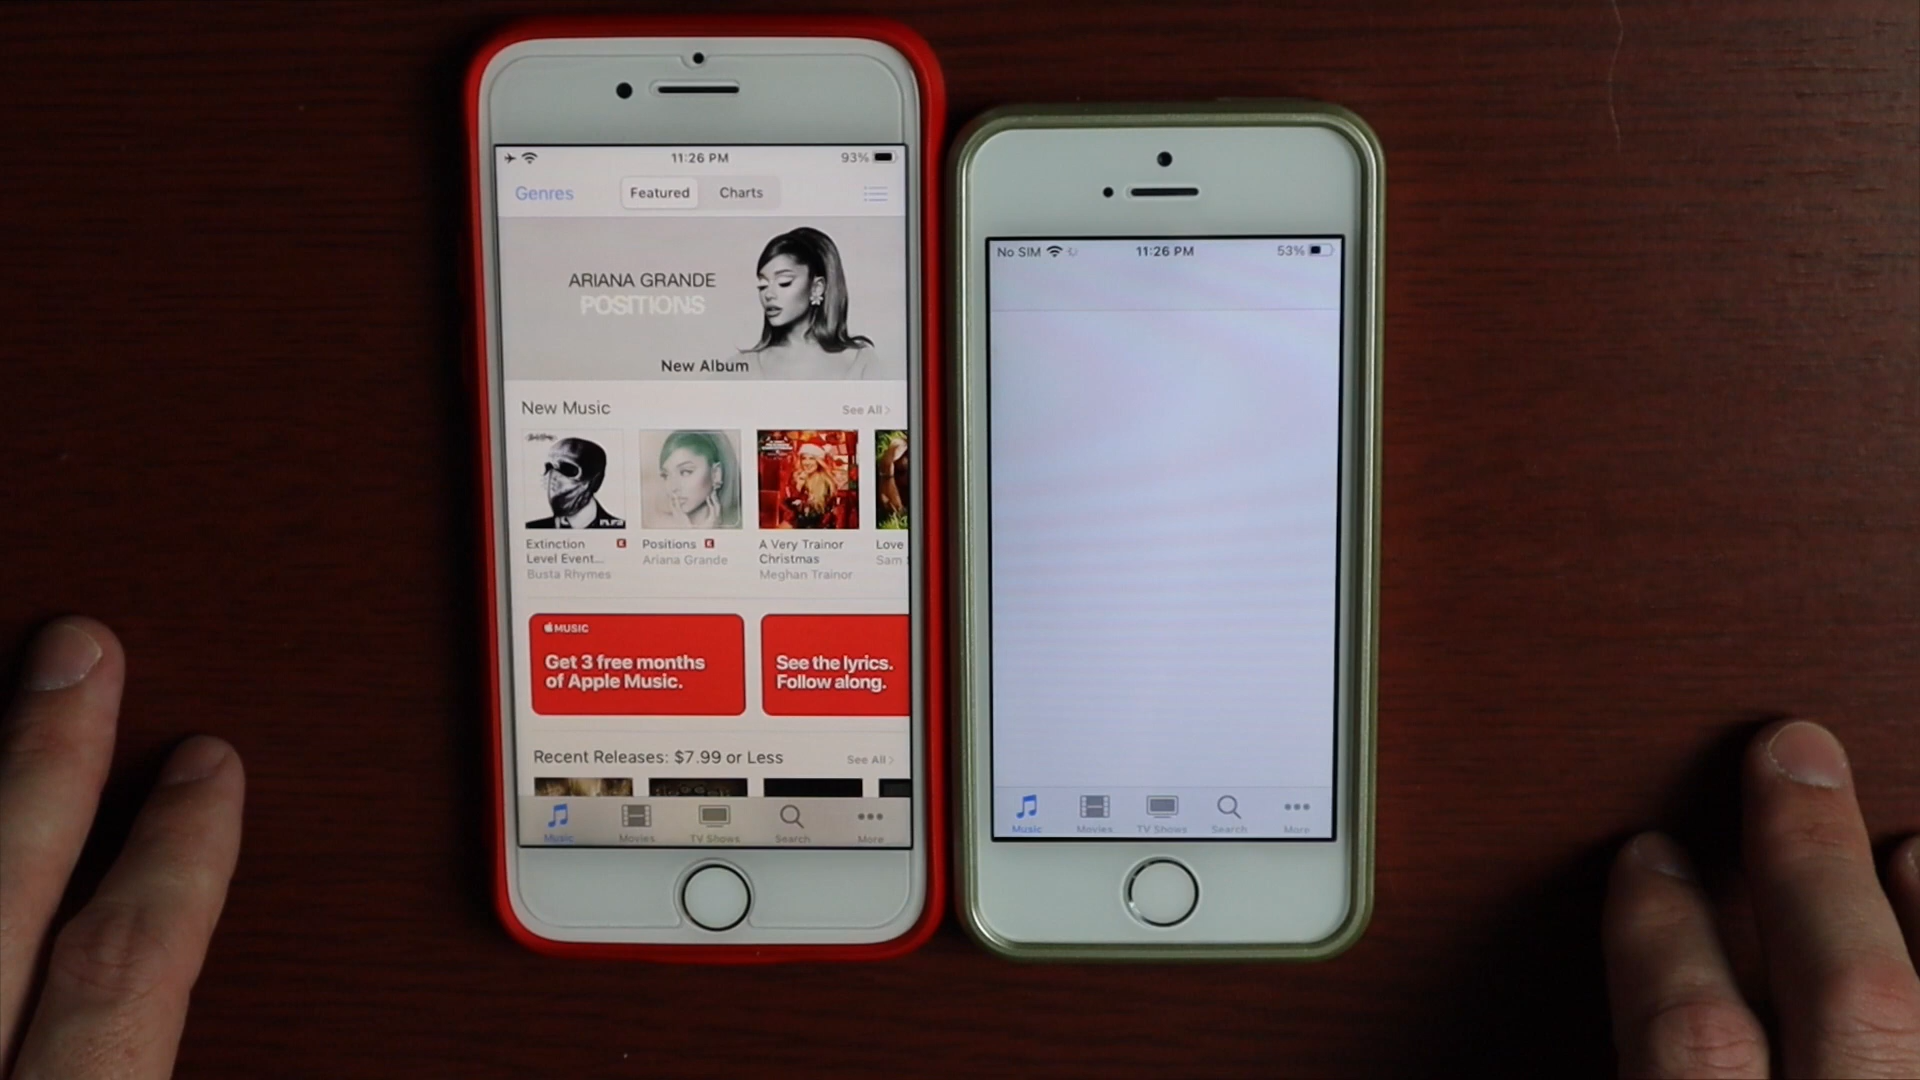 11:26 PM
93%
Genres
Featured
Charts
ARIANA GRANDE
POSITIONS
New Album
New Music
See All >
Extinction
Level Event...
Busta Rhymes
Positions E
Ariana Grande
A Very Trainor
Christmas
Meghan Trainor
Love
Sam
MUSIC
Get 3 free months
of Apple Music.
See the lyrics.
Follow along.
Recent Releases: $7.99 or Less
See All >
Music
Movies
TV Shows
Search
More
No SIM
11:26 PM
53%
Music
Movies
TV Shows
Search
More